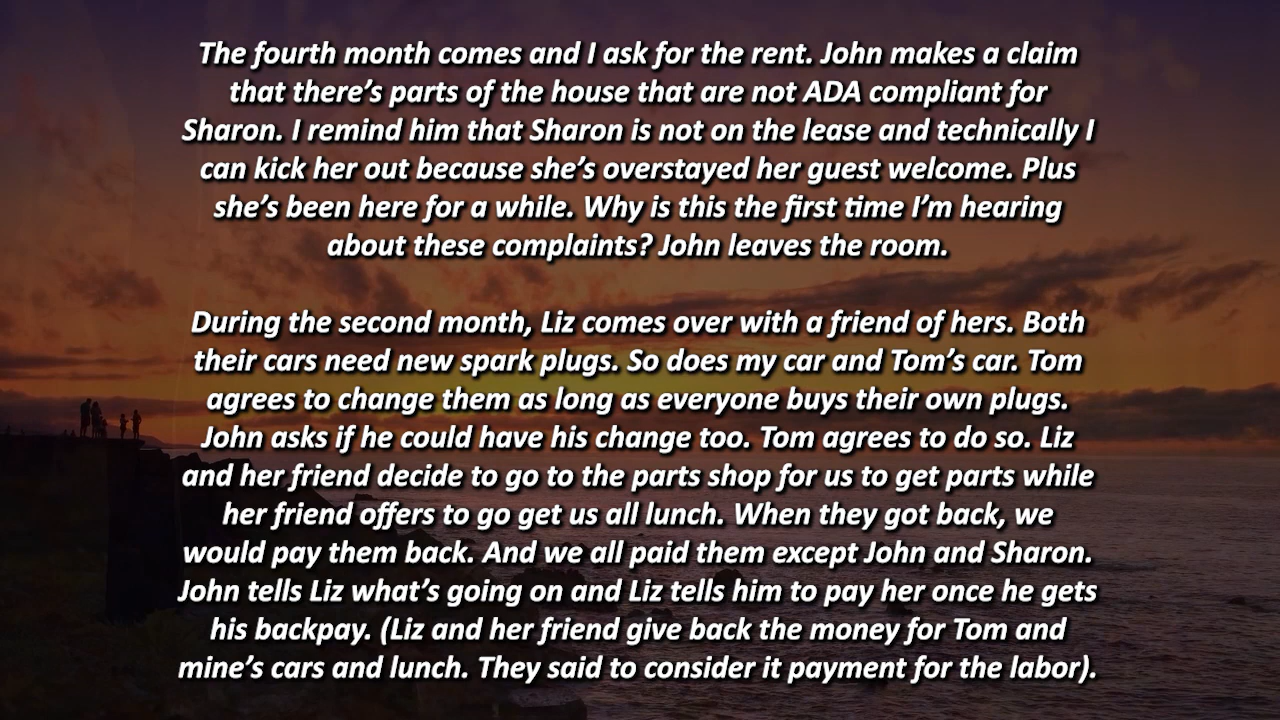 The fourth month comes and I ask for the rent. John makes a claim
that there’s parts of the house that are not ADA compliant for
Sharon. I remind him that Sharon is not on the lease and technically I
can kick her out because she’s overstayed her guest welcome. Plus
she’s been here for a while. Why is this the first time I’m hearing
about these complaints? John leaves the room.
During the second month, Liz comes over with a friend of hers. Both
their cars need new spark plugs. So does my car and Tom’s car. Tom
agrees to change them as long as everyone buys their own plugs.
John asks if he could have his change too. Tom agrees to do so. Liz
and her friend decide to go to the parts shop for us to get parts while
her friend offers to go get us all lunch. When they got back, we
would pay them back. And we all paid them except John and Sharon.
John tells Liz what’s going on and Liz tells him to pay her once he gets
his backpay. (Liz and her friend give back the money for Tom and
mine’s cars and lunch. They said to consider it payment for the labor).